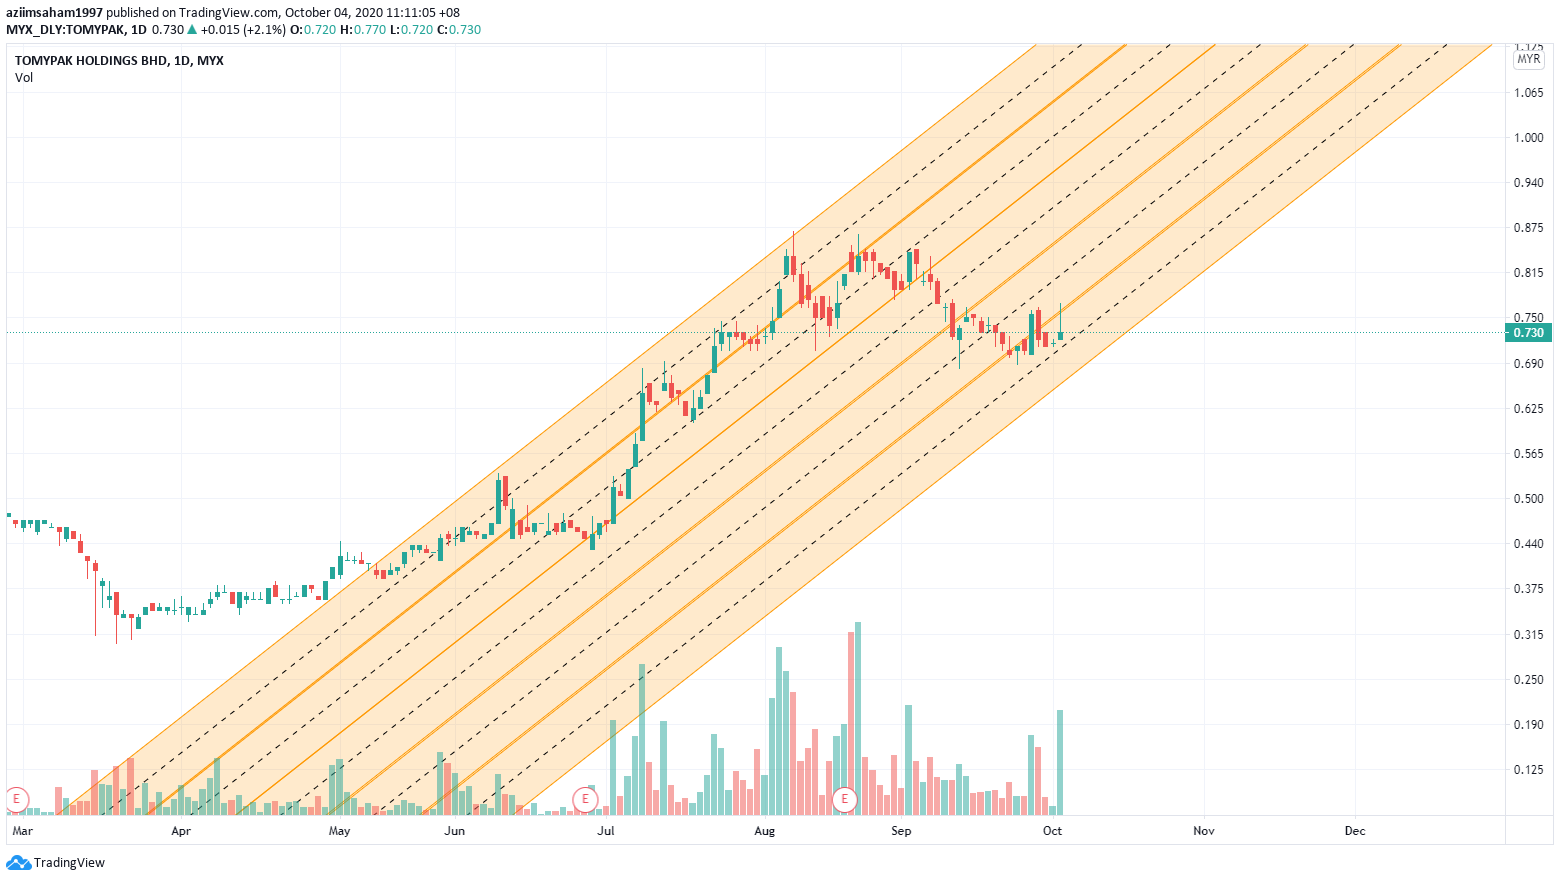 aziimsaham1997 published on TradingView.com, October 04, 2020 11:11:05 +08
MYX_DLY:TOMYPAK, 1D 0.730 ▲ +0.015 (+2.1%) O:0.720 H:0.770 L:0.720 C:0.730
TOMYPAK HOLDINGS BHD, 1D, MYX
Vol
1.125
MYR
1.065
1.000
0.940
0.875
0.815
0.750
0.730
0.690
0.625
0.565
0.500
0.440
0.375
0.315
0.250
0.190
0.125
E E E
Mar Apr May Jun Jul Aug Sep Oct Nov Dec
TradingView